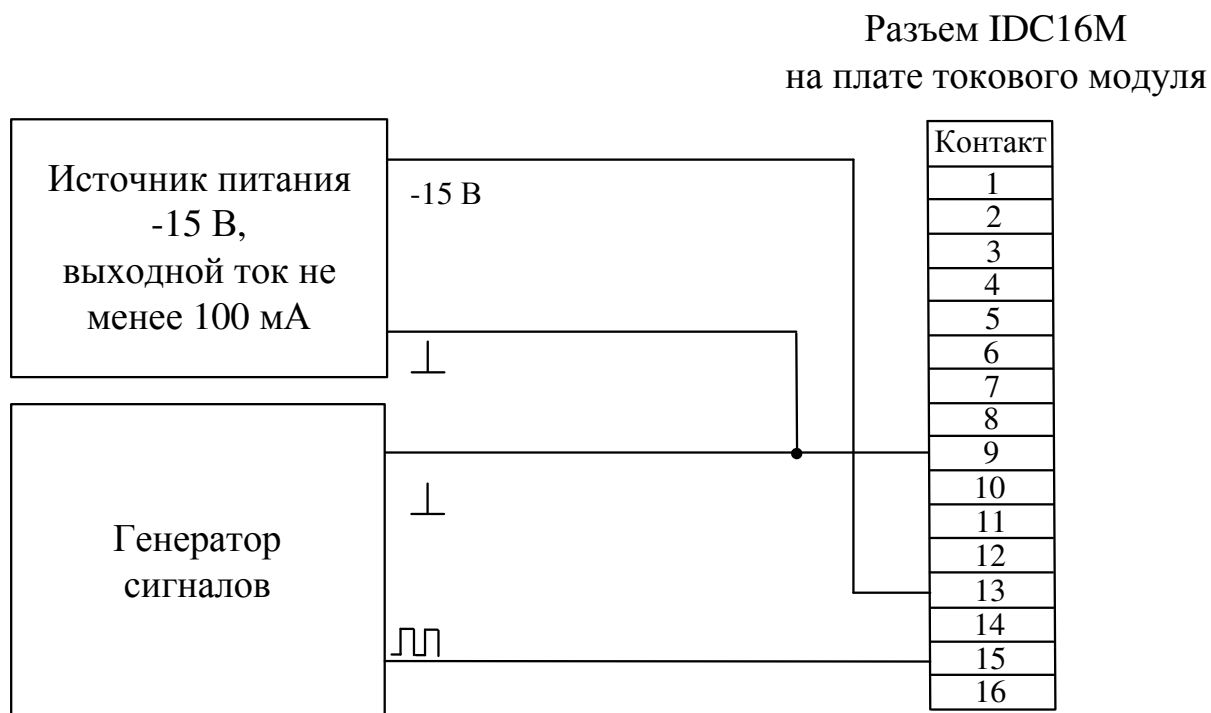 Разъем IDC16M
на плате токового модуля
Источник питания
-15 В,
выходной ток не
менее 100 мА
-15 В
Генератор
сигналов
Контакт
1
2
3
4
5
6
7
8
9
10
11
12
13
14
15
16